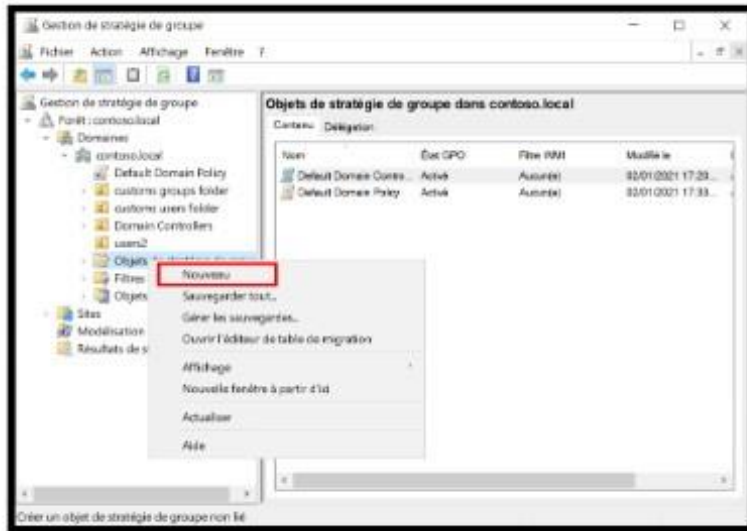 Gestion de stratégie de groupe
Fichier Action Affichage Fenêtre ?
Gestion de stratégie de groupe
Forêt : contoso.local
Domaines
contoso.local
Default Domain Policy
customs groups folder
customs users folder
Domain Controllers
users2
Objets
Filtres
Objets
Sites
Modélisation
Résultats de s
Nouveau
Sauvegarder tout...
Gérer les sauvegardes...
Ouvrir l'éditeur de table de migration
Affichage
Nouvelle fenêtre à partir d'ici
Actualiser
Aide
Objets de stratégie de groupe dans contoso.local
Contenu Délégation
Nom État GPO Filtre WMI Modifié le
Default Domain Contro... Activé Aucun(e) 02/01/2021 17:29...
Default Domain Policy Activé Aucun(e) 02/01/2021 17:33...
Créer un objet de stratégie de groupe non lié